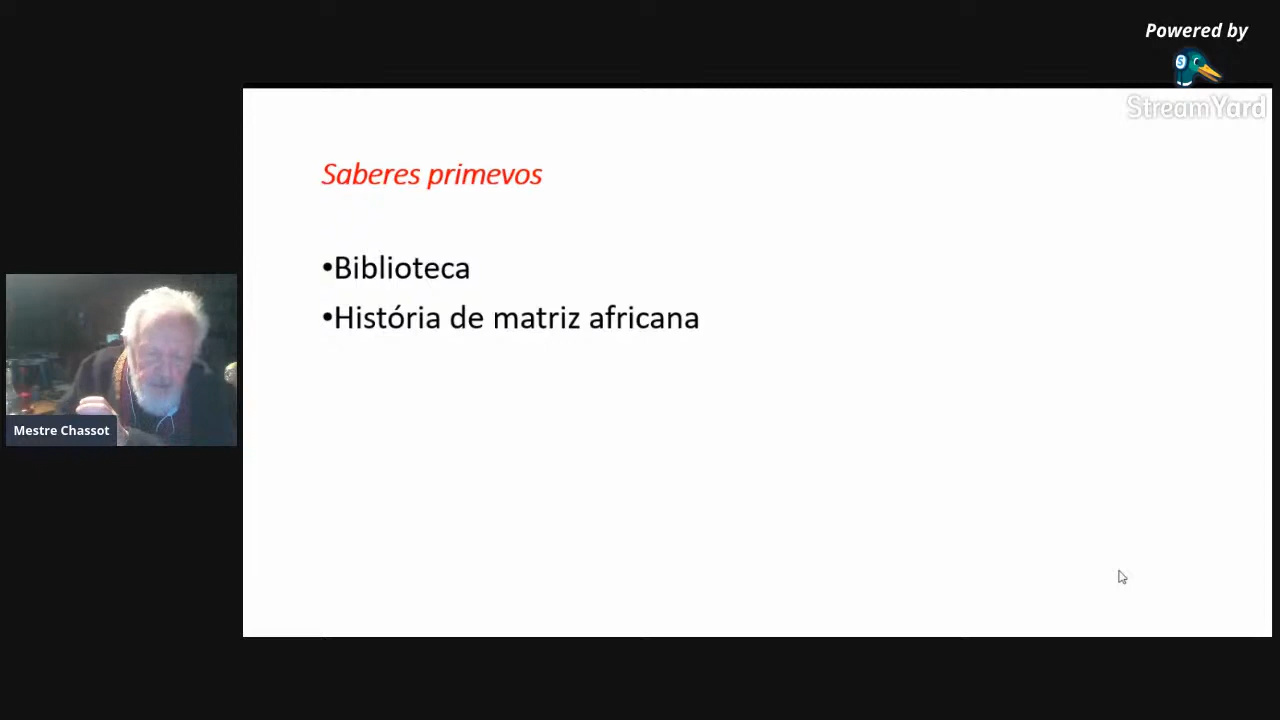 Powered by
StreamYard
Saberes primevos
•Biblioteca
•História de matriz africana
Mestre Chassot